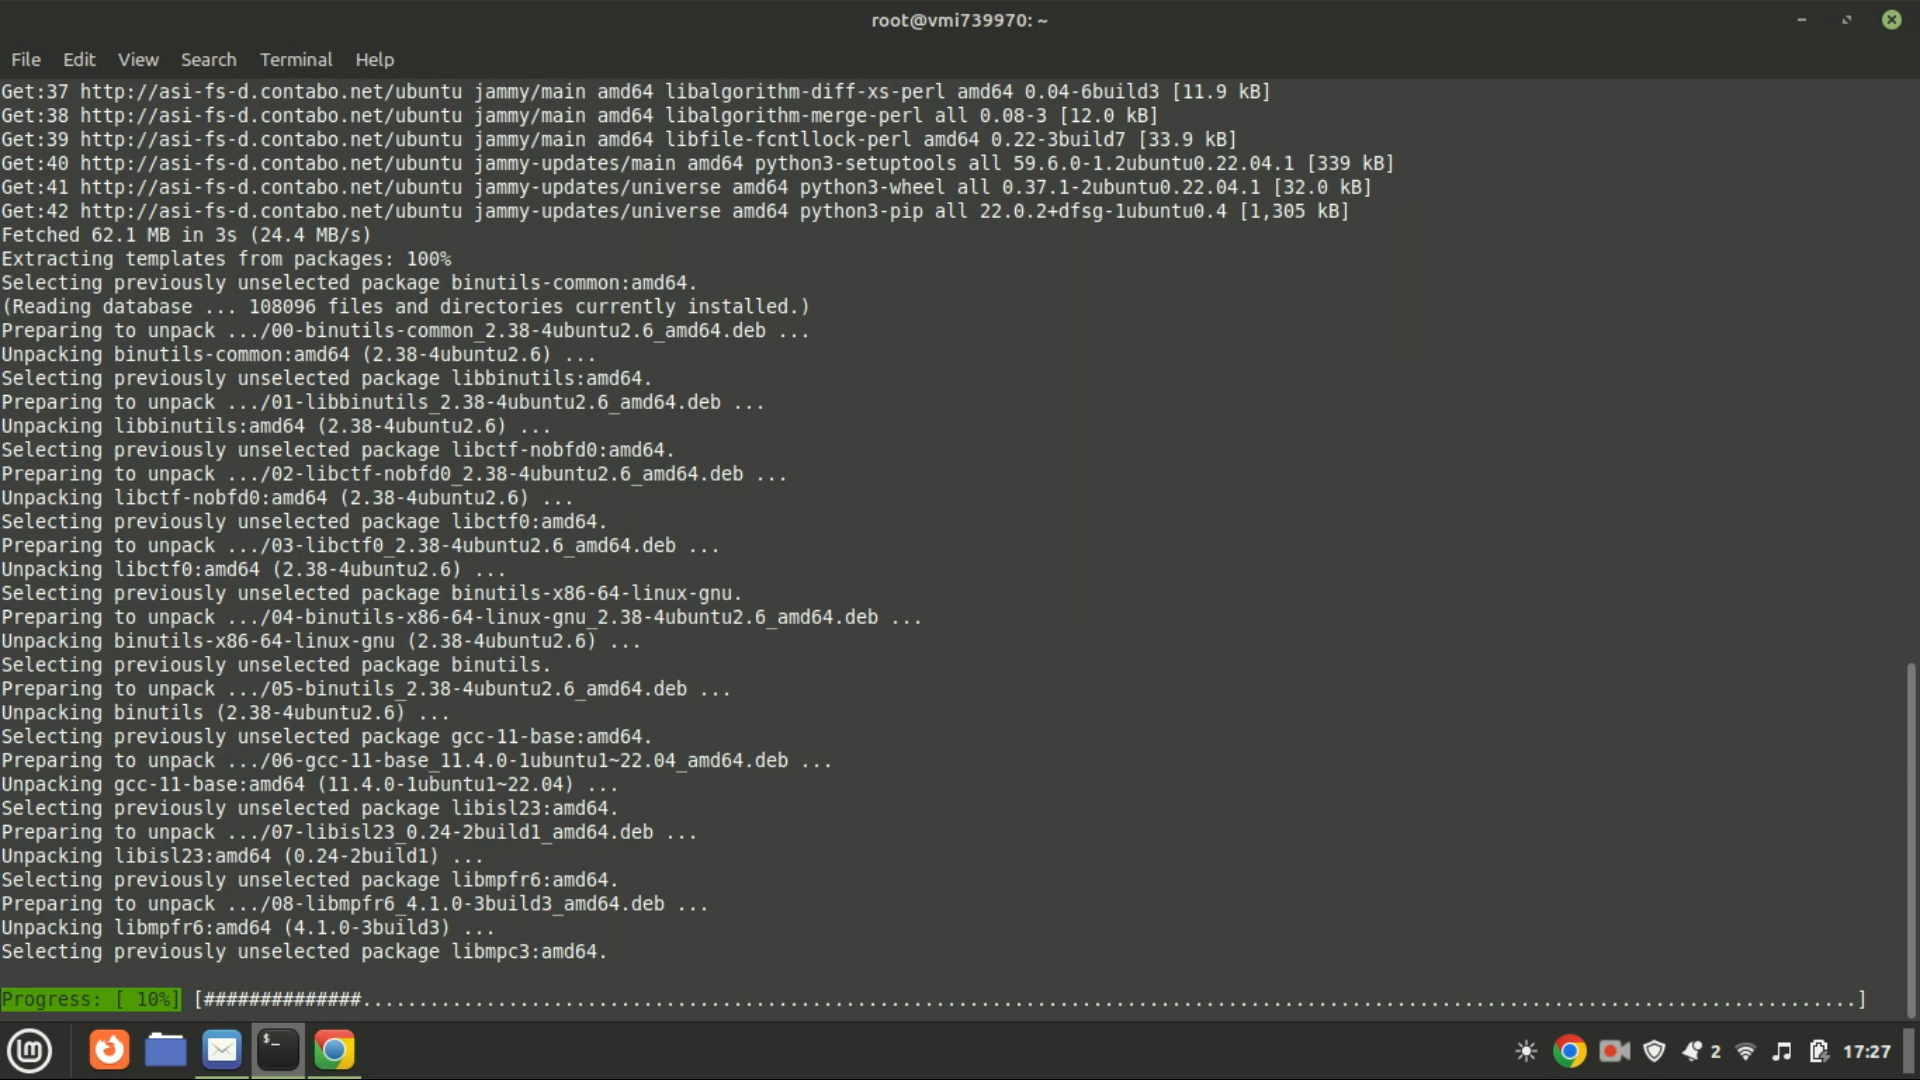 root@vmi739970: ~
File Edit View Search Terminal Help
Get:37 http://asi-fs-d.contabo.net/ubuntu jammy/main amd64 libalgorithm-diff-xs-perl amd64 0.04-6build3 [11.9 kB]
Get:38 http://asi-fs-d.contabo.net/ubuntu jammy/main amd64 libalgorithm-merge-perl all 0.08-3 [12.0 kB]
Get:39 http://asi-fs-d.contabo.net/ubuntu jammy/main amd64 libfile-fcntllock-perl amd64 0.22-3build7 [33.9 kB]
Get:40 http://asi-fs-d.contabo.net/ubuntu jammy-updates/main amd64 python3-setuptools all 59.6.0-1.2ubuntu0.22.04.1 [339 kB]
Get:41 http://asi-fs-d.contabo.net/ubuntu jammy-updates/universe amd64 python3-wheel all 0.37.1-2ubuntu0.22.04.1 [32.0 kB]
Get:42 http://asi-fs-d.contabo.net/ubuntu jammy-updates/universe amd64 python3-pip all 22.0.2+dfsg-1ubuntu0.4 [1,305 kB]
Fetched 62.1 MB in 3s (24.4 MB/s)
Extracting templates from packages: 100%
Selecting previously unselected package binutils-common:amd64.
(Reading database ... 108096 files and directories currently installed.)
Preparing to unpack .../00-binutils-common_2.38-4ubuntu2.6_amd64.deb ...
Unpacking binutils-common:amd64 (2.38-4ubuntu2.6) ...
Selecting previously unselected package libbinutils:amd64.
Preparing to unpack .../01-libbinutils_2.38-4ubuntu2.6_amd64.deb ...
Unpacking libbinutils:amd64 (2.38-4ubuntu2.6) ...
Selecting previously unselected package libctf-nobfd0:amd64.
Preparing to unpack .../02-libctf-nobfd0_2.38-4ubuntu2.6_amd64.deb ...
Unpacking libctf-nobfd0:amd64 (2.38-4ubuntu2.6) ...
Selecting previously unselected package libctf0:amd64.
Preparing to unpack .../03-libctf0_2.38-4ubuntu2.6_amd64.deb ...
Unpacking libctf0:amd64 (2.38-4ubuntu2.6) ...
Selecting previously unselected package binutils-x86-64-linux-gnu.
Preparing to unpack .../04-binutils-x86-64-linux-gnu_2.38-4ubuntu2.6_amd64.deb ...
Unpacking binutils-x86-64-linux-gnu (2.38-4ubuntu2.6) ...
Selecting previously unselected package binutils.
Preparing to unpack .../05-binutils_2.38-4ubuntu2.6_amd64.deb ...
Unpacking binutils (2.38-4ubuntu2.6) ...
Selecting previously unselected package gcc-11-base:amd64.
Preparing to unpack .../06-gcc-11-base_11.4.0-1ubuntu1~22.04_amd64.deb ...
Unpacking gcc-11-base:amd64 (11.4.0-1ubuntu1~22.04) ...
Selecting previously unselected package libisl23:amd64.
Preparing to unpack .../07-libisl23_0.24-2build1_amd64.deb ...
Unpacking libisl23:amd64 (0.24-2build1) ...
Selecting previously unselected package libmpfr6:amd64.
Preparing to unpack .../08-libmpfr6_4.1.0-3build3_amd64.deb ...
Unpacking libmpfr6:amd64 (4.1.0-3build3) ...
Selecting previously unselected package libmpc3:amd64.
Progress: [ 10%] [##############.....................................................................................................................................]
2 17:27